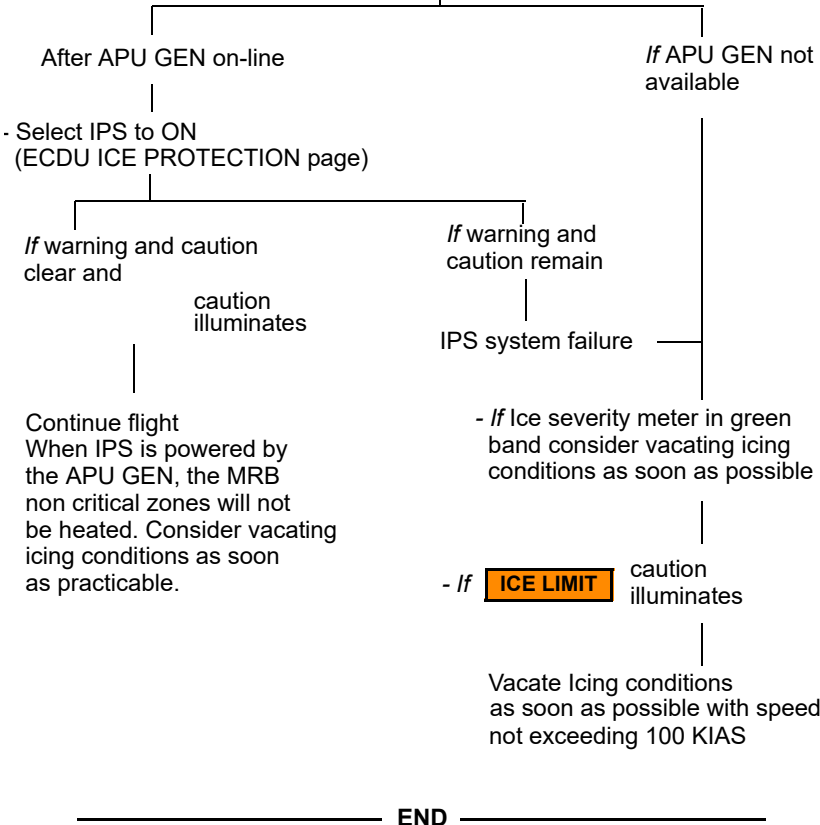 After APU GEN on-line
- Select IPS to ON
(ECDU ICE PROTECTION page)
If warning and caution
clear and
caution
illuminates
Continue flight
When IPS is powered by
the APU GEN, the MRB
non critical zones will not
be heated. Consider vacating
icing conditions as soon
as practicable.
If warning and
caution remain
IPS system failure
If APU GEN not
available
- If Ice severity meter in green
band consider vacating icing
conditions as soon as possible
- If ICE LIMIT caution
illuminates
Vacate Icing conditions
as soon as possible with speed
not exceeding 100 KIAS
END